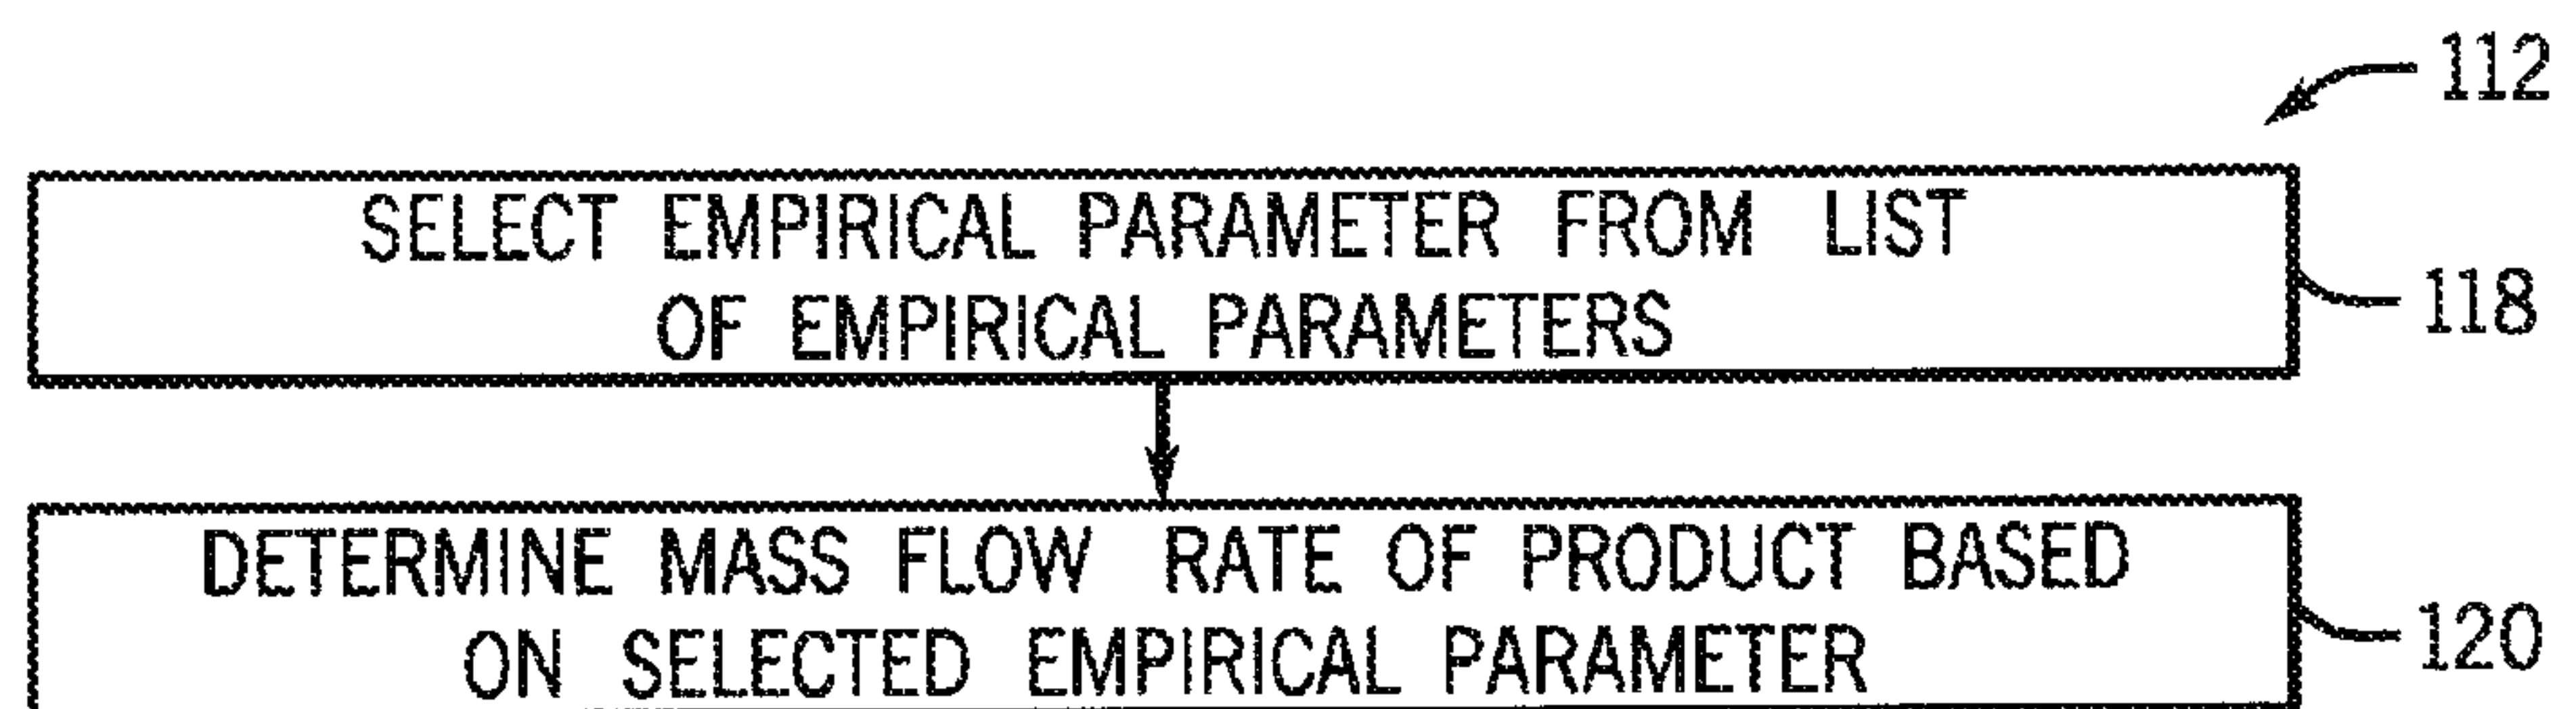 112
SELECT EMPIRICAL PARAMETER FROM LIST
OF EMPIRICAL PARAMETERS
118
DETERMINE MASS FLOW RATE OF PRODUCT BASED
ON SELECTED EMPIRICAL PARAMETER
120